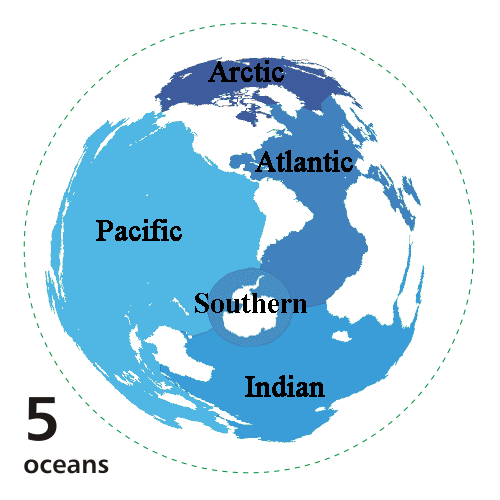 Arctic
Atlantic
Pacific
Southern
Indian
5
oceans